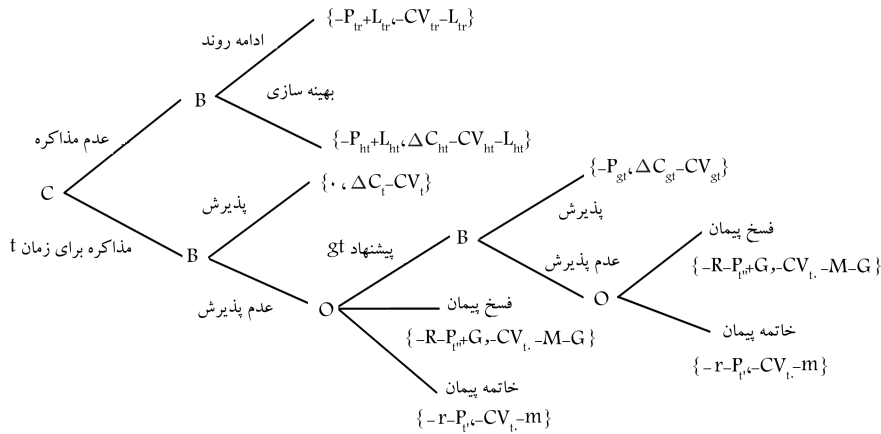 {–P_tr+L_tr،–CV_tr–L_tr}
ادامه روند
B
بهینه سازی
عدم مذاکره
{–P_ht+L_ht،ΔC_ht–CV_ht–L_ht}
C
{۰،ΔC_t–CV_t}
پذیرش
مذاکره برای زمان t
B
عدم پذیرش
{–P_gt،ΔC_gt–CV_gt}
پیشنهاد gt
B
پذیرش
عدم پذیرش
O
فسخ پیمان
{–R–P_t''+G،–CV_t.–M–G}
خاتمه پیمان
{–r–P_t'،–CV_t.–m}
O
فسخ پیمان
{–R–P_t''+G،–CV_t.–M–G}
خاتمه پیمان
{–r–P_t'،–CV_t.–m}